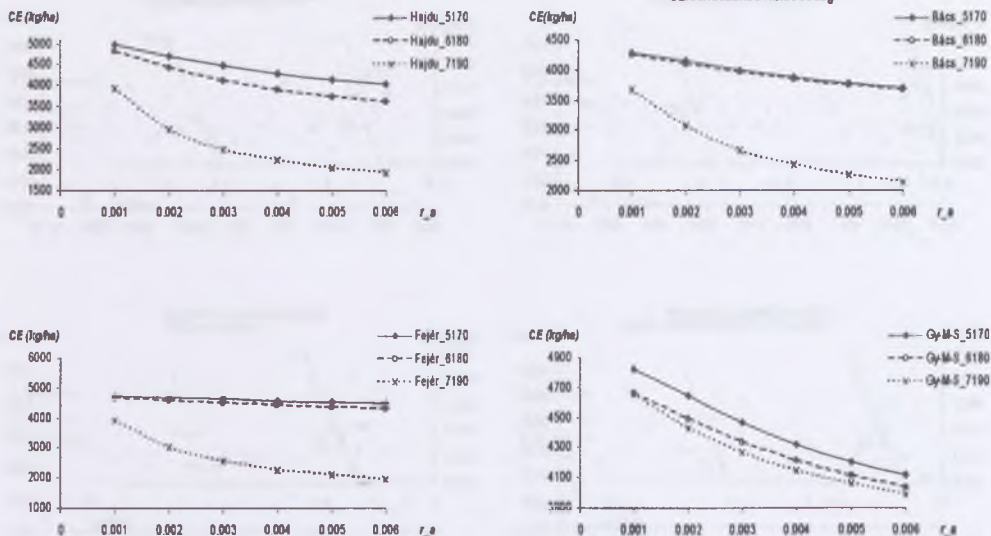 CE (kg/ha)
Hajdu_5170
Hajdu_6180
Hajdu_7190
5000
4500
4000
3500
3000
2500
2000
1500
0 0.001 0.002 0.003 0.004 0.005 0.006 r_a
CE(kg/ha)
Bács_5170
Bács_6180
Bács_7190
4500
4000
3500
3000
2500
2000
0 0.001 0.002 0.003 0.004 0.005 0.006 r_a
CE (kg/ha)
Fejér_5170
Fejér_6180
Fejér_7190
6000
5000
4000
3000
2000
1000
0 0.001 0.002 0.003 0.004 0.005 0.006 r_a
CE (kg/ha)
Gy-M-S_5170
Gy-M-S_6180
Gy-M-S_7190
4900
4700
4500
4300
4100
3900
0 0.001 0.002 0.003 0.004 0.005 0.006 r_a